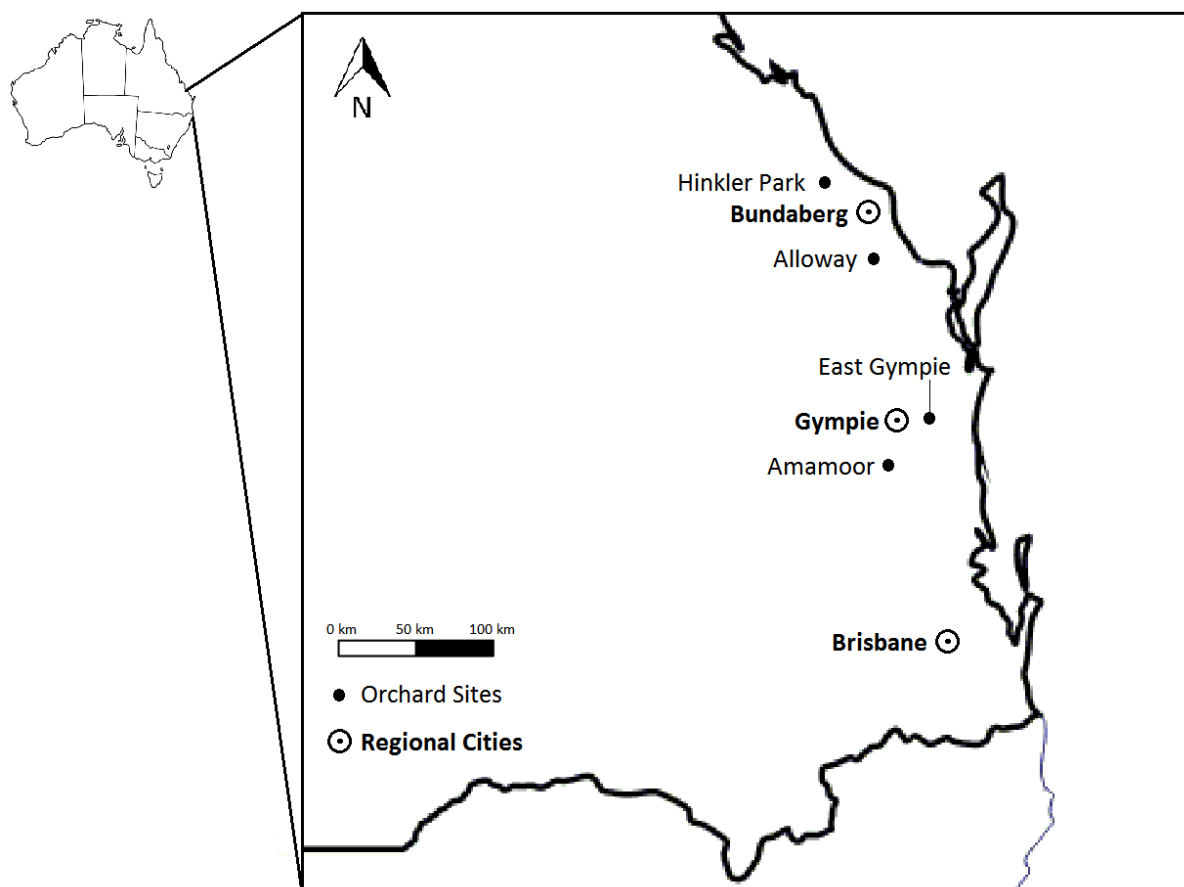 N
Hinkler Park
Bundaberg
Alloway
East Gympie
Gympie
Amamoor
Brisbane
0 km 50 km 100 km
Orchard Sites
Regional Cities